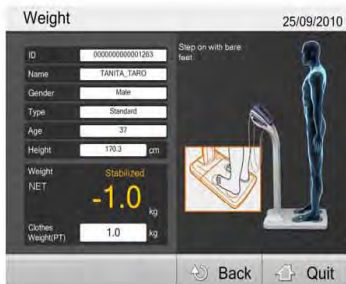 Weight 25/09/2010
ID 0000000000001263
Name TANITA_TARO
Gender Male
Type Standard
Age 37
Height 170.3 cm
Weight Stabilized
NET -1.0 kg
Clothes Weight(PT) 1.0 kg
Step on with bare
feet
Back Quit